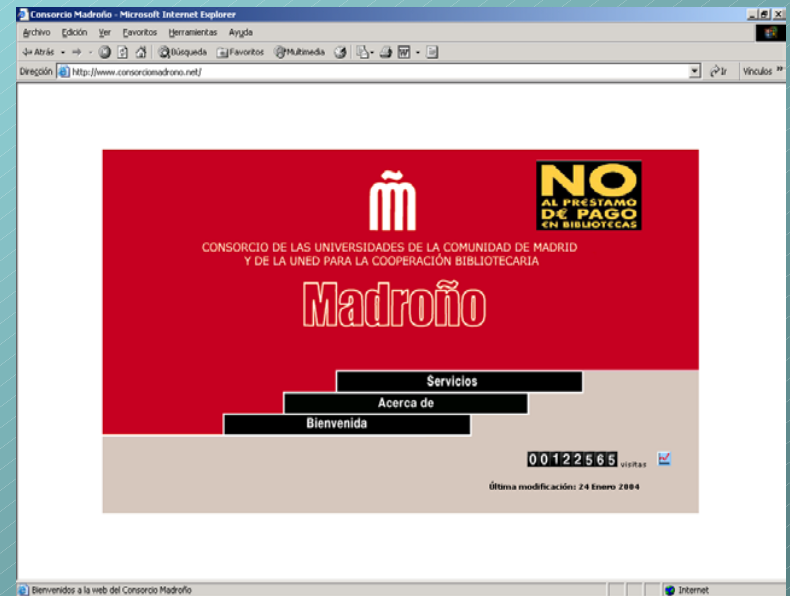 Consorcio Madroño - Microsoft Internet Explorer
Archivo Edición Ver Favoritos Herramientas Ayuda
Atrás Búsqueda Favoritos Multimedia
Dirección http://www.consorciomadrono.net/ Ir Vínculos »
m̃
NO
AL PRÉSTAMO
D€ PAGO
EN BIBLIOTECAS
CONSORCIO DE LAS UNIVERSIDADES DE LA COMUNIDAD DE MADRID
Y DE LA UNED PARA LA COOPERACIÓN BIBLIOTECARIA
Madroño
Servicios
Acerca de
Bienvenida
00122565 visitas
Última modificación: 24 Enero 2004
Bienvenidos a la web del Consorcio Madroño Internet